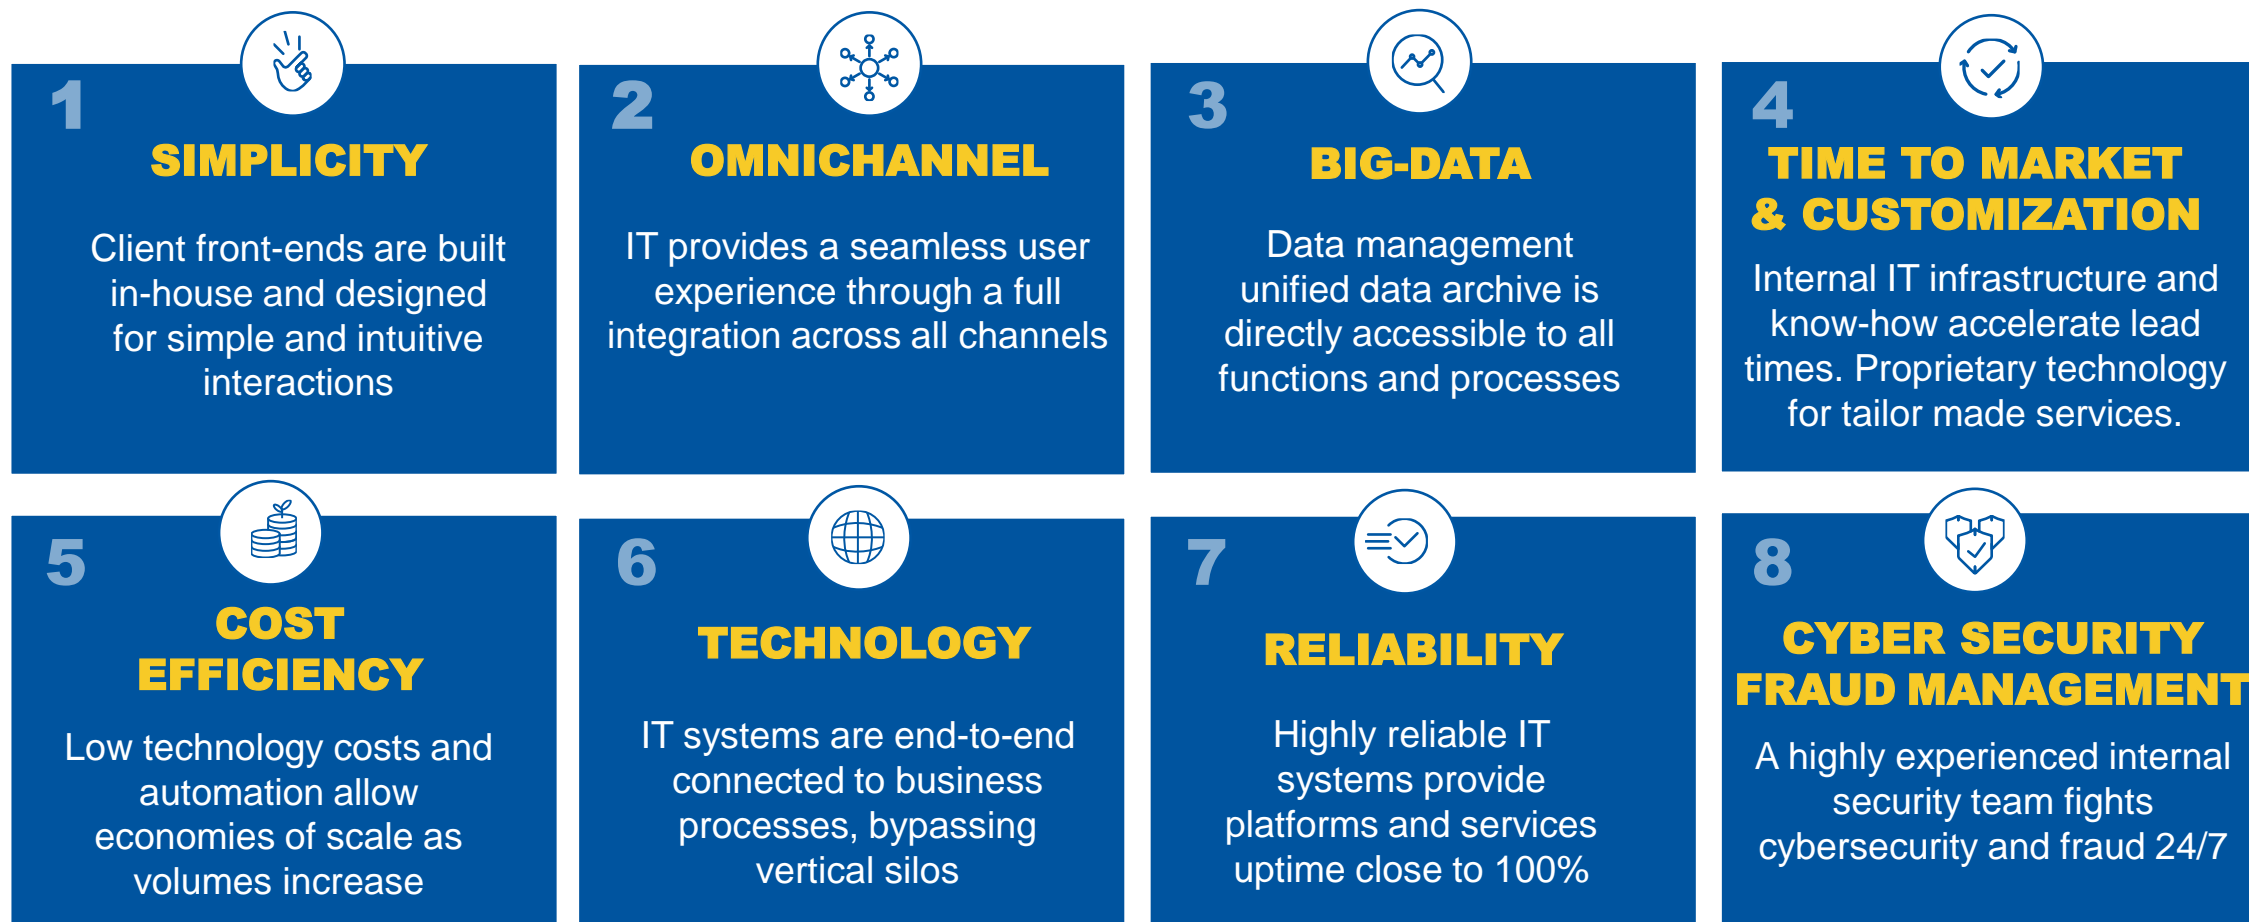 1
SIMPLICITY
Client front-ends are built
in-house and designed
for simple and intuitive
interactions
2
OMNICHANNEL
IT provides a seamless user
experience through a full
integration across all channels
3
BIG-DATA
Data management
unified data archive is
directly accessible to all
functions and processes
4
TIME TO MARKET
& CUSTOMIZATION
Internal IT infrastructure and
know-how accelerate lead
times. Proprietary technology
for tailor made services.
5
COST
EFFICIENCY
Low technology costs and
automation allow
economies of scale as
volumes increase
6
TECHNOLOGY
IT systems are end-to-end
connected to business
processes, bypassing
vertical silos
7
RELIABILITY
Highly reliable IT
systems provide
platforms and services
uptime close to 100%
8
CYBER SECURITY
FRAUD MANAGEMENT
A highly experienced internal
security team fights
cybersecurity and fraud 24/7